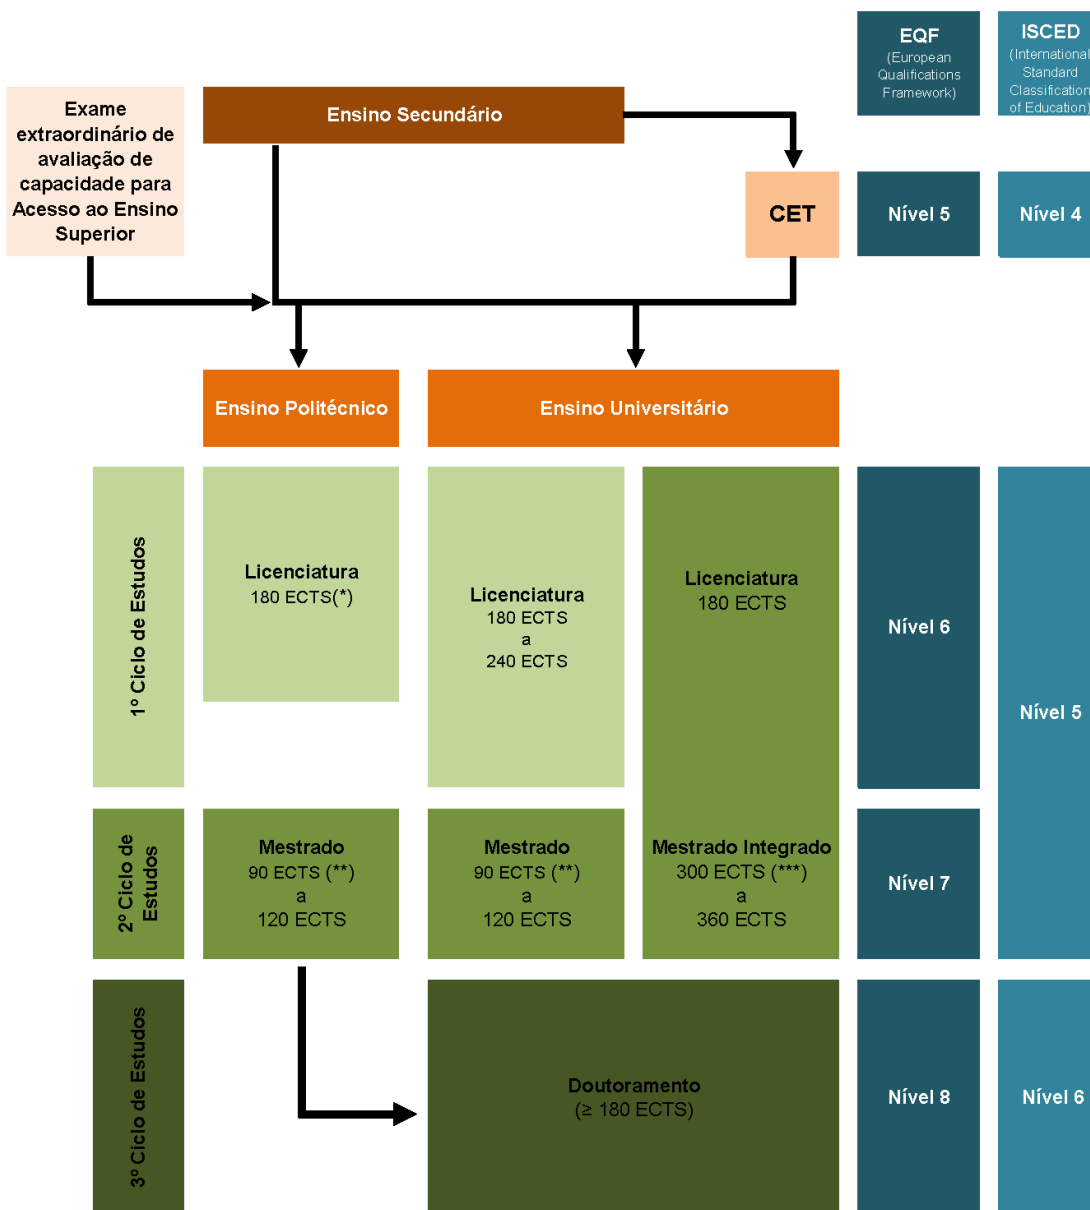 EQF
(European
Qualifications
Framework)
ISCED
(International
Standard
Classification
of Education)
Exame
extraordinário de
avaliação de
capacidade para
Acesso ao Ensino
Superior
Ensino Secundário
CET
Nível 5
Nível 4
Ensino Politécnico
Ensino Universitário
1º Ciclo de Estudos
Licenciatura
180 ECTS(*)
Licenciatura
180 ECTS
a
240 ECTS
Licenciatura
180 ECTS
Nível 6
Nível 5
2º Ciclo de
Estudos
Mestrado
90 ECTS (**)
a
120 ECTS
Mestrado
90 ECTS (**)
a
120 ECTS
Mestrado Integrado
300 ECTS (***)
a
360 ECTS
Nível 7
3º Ciclo de Estudos
Doutoramento
(≥ 180 ECTS)
Nível 8
Nível 6